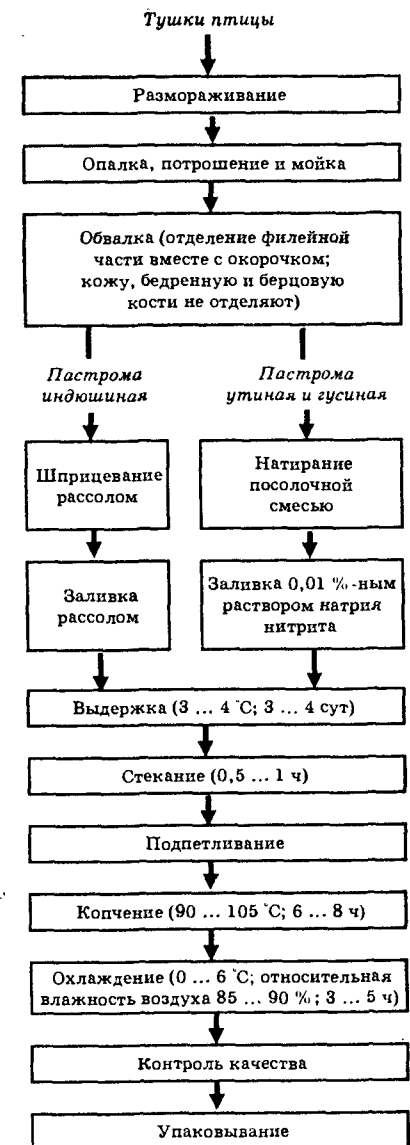 Тушки птицы
Размораживание
Опалка, потрошение и мойка
Обвалка (отделение филейной
части вместе с окорочком;
кожу, бедренную и берцовую
кости не отделяют)
Пастрома
индюшиная
Пастрома
утиная и гусиная
Шприцевание
рассолом
Натирание
посолочной
смесью
Заливка
рассолом
Заливка 0,01 %-ным
раствором натрия
нитрита
Выдержка (3 ... 4 °С; 3 ... 4 сут)
Стекание (0,5 ... 1 ч)
Подпетливание
Копчение (90 ... 105 °С; 6 ... 8 ч)
Охлаждение (0 ... 6 °С; относительная
влажность воздуха 85 ... 90 %; 3 ... 5 ч)
Контроль качества
Упаковывание